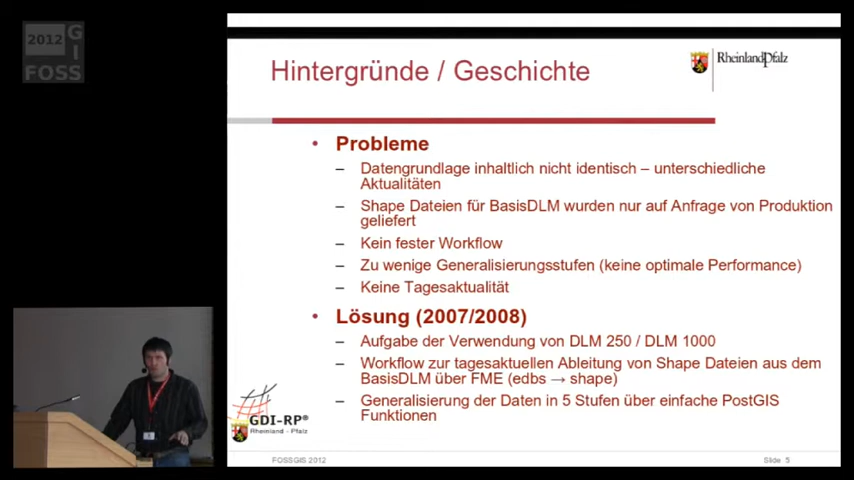 2012
GI
FOSS
Hintergründe / Geschichte
RheinlandPfalz
• Probleme
– Datengrundlage inhaltlich nicht identisch – unterschiedliche
Aktualitäten
– Shape Dateien für BasisDLM wurden nur auf Anfrage von Produktion
geliefert
– Kein fester Workflow
– Zu wenige Generalisierungsstufen (keine optimale Performance)
– Keine Tagesaktualität
• Lösung (2007/2008)
– Aufgabe der Verwendung von DLM 250 / DLM 1000
– Workflow zur tagesaktuellen Ableitung von Shape Dateien aus dem
BasisDLM über FME (edbs → shape)
– Generalisierung der Daten in 5 Stufen über einfache PostGIS
Funktionen
GDI-RP®
Rheinland - Pfalz
FOSSGIS 2012
Slide 5